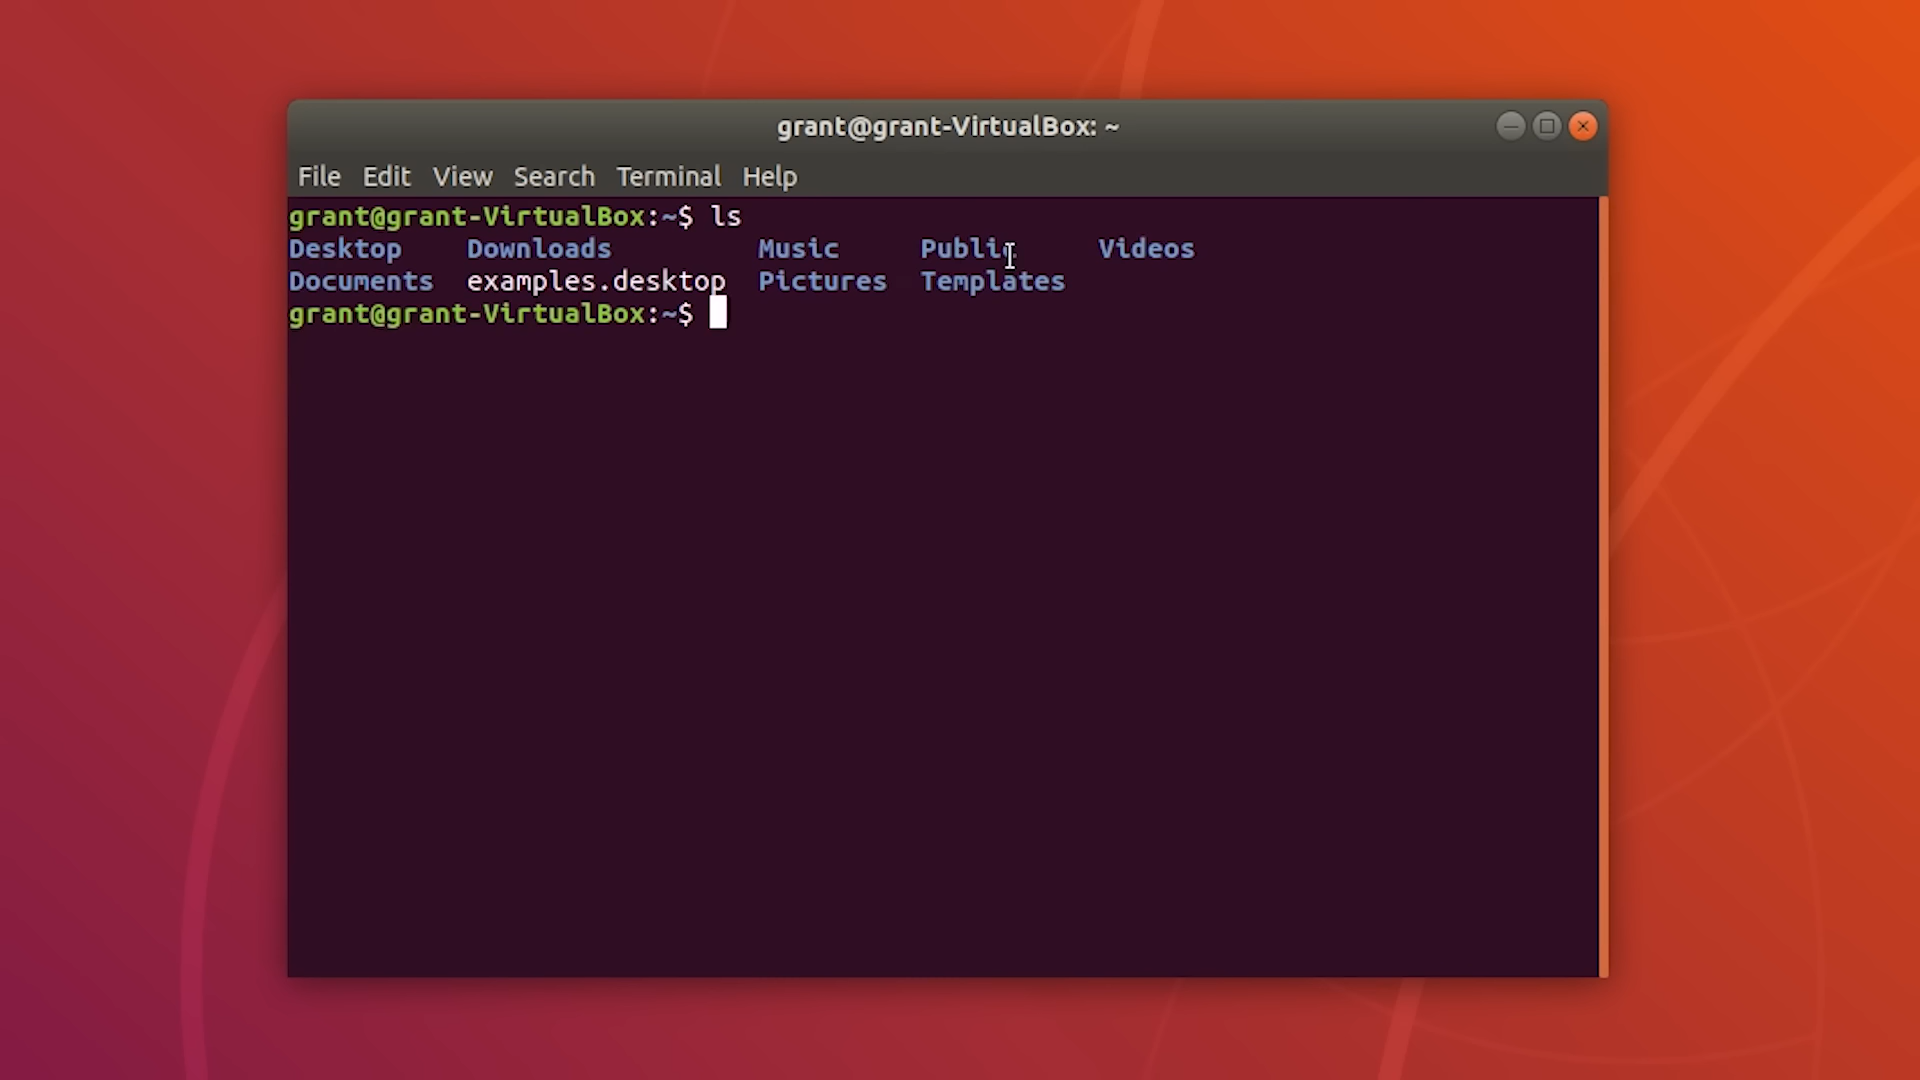 grant@grant-VirtualBox: ~
File Edit View Search Terminal Help
grant@grant-VirtualBox:~$ ls
Desktop Downloads Music Public Videos
Documents examples.desktop Pictures Templates
grant@grant-VirtualBox:~$